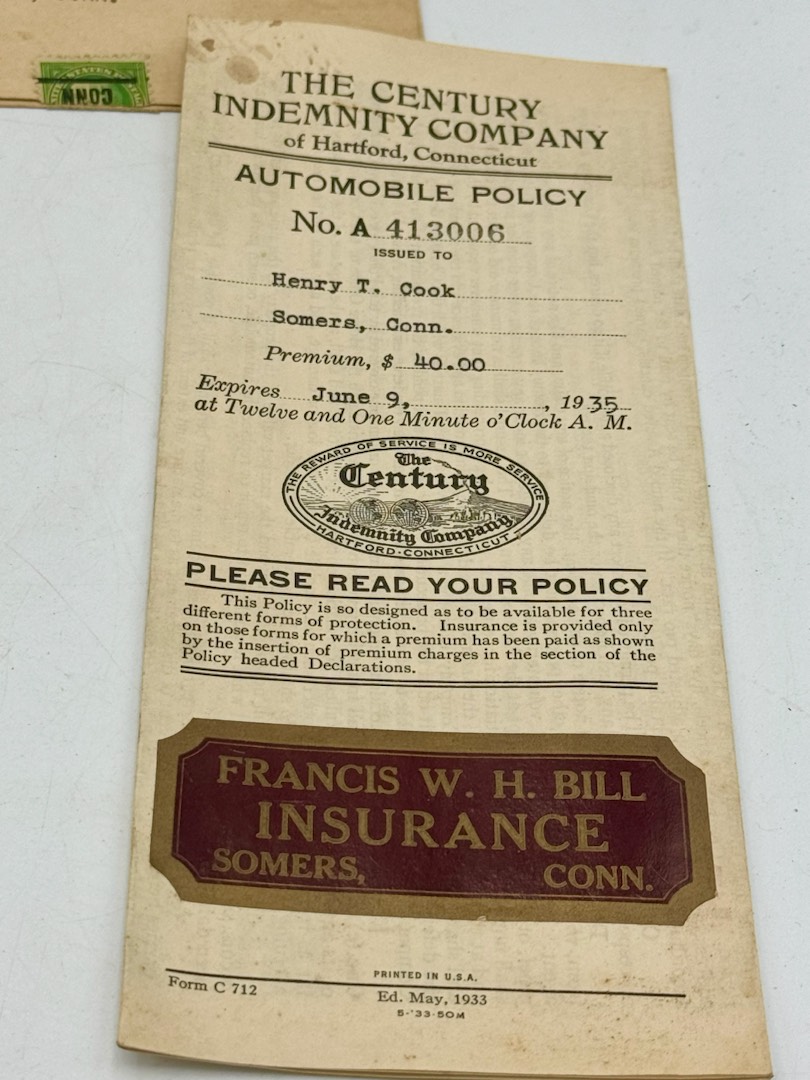 CONN
THE CENTURY
INDEMNITY COMPANY
of Hartford, Connecticut
AUTOMOBILE POLICY
No. A 413006
ISSUED TO
Henry T. Cook
Somers, Conn.
Premium, $ 40.00
Expires June 9, , 1935
at Twelve and One Minute o'Clock A. M.
THE REWARD OF SERVICE IS MORE SERVICE
The
Century
Indemnity Company
HARTFORD-CONNECTICUT
PLEASE READ YOUR POLICY
This Policy is so designed as to be available for three
different forms of protection. Insurance is provided only
on those forms for which a premium has been paid as shown
by the insertion of premium charges in the section of the
Policy headed Declarations.
FRANCIS W. H. BILL
INSURANCE
SOMERS, CONN.
PRINTED IN U.S.A.
Form C 712
Ed. May, 1933
5-'33-50M